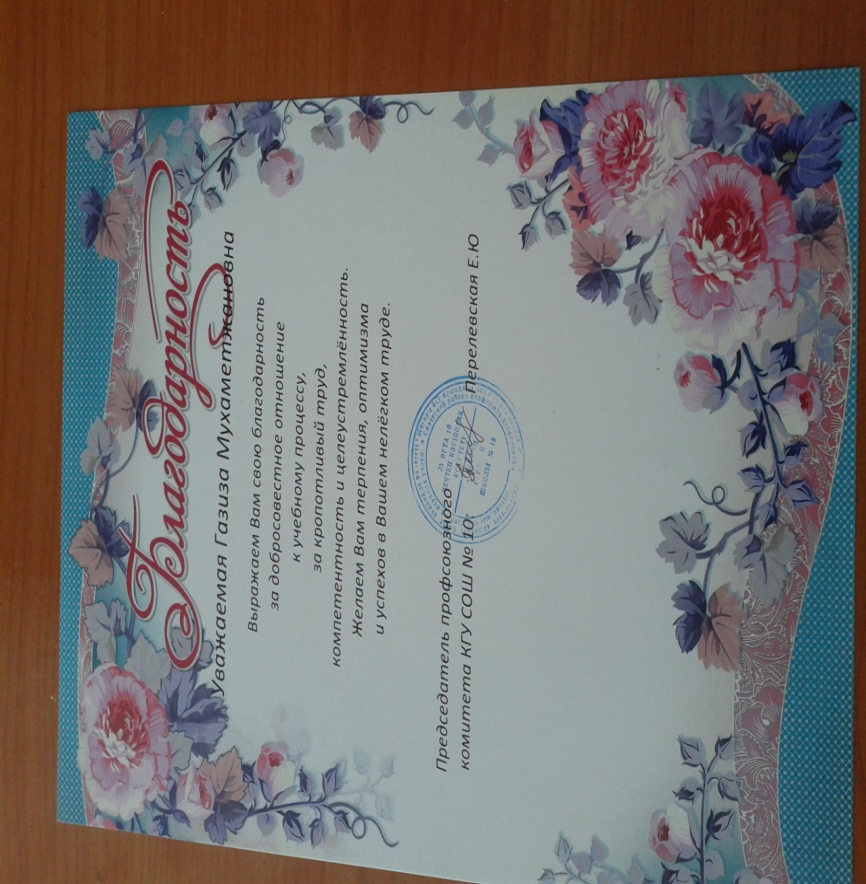 Благодарность
Уважаемая Газиза Мухаметжановна
Выражаем Вам свою благодарность
за добросовестное отношение
к учебному процессу,
за кропотливый труд,
компетентность и целеустремлённость.
Желаем Вам терпения, оптимизма
и успехов в Вашем нелёгком труде.
Председатель профсоюзного
комитета КГУ СОШ № 10: Перелевская Е.Ю